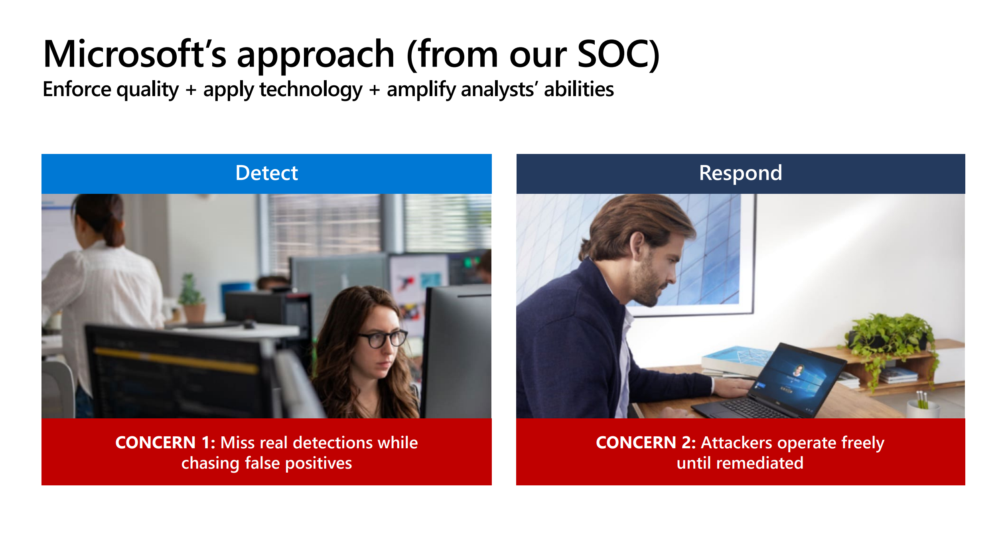 Microsoft’s approach (from our SOC)
Enforce quality + apply technology + amplify analysts’ abilities
Detect
CONCERN 1: Miss real detections while
chasing false positives
Respond
CONCERN 2: Attackers operate freely
until remediated